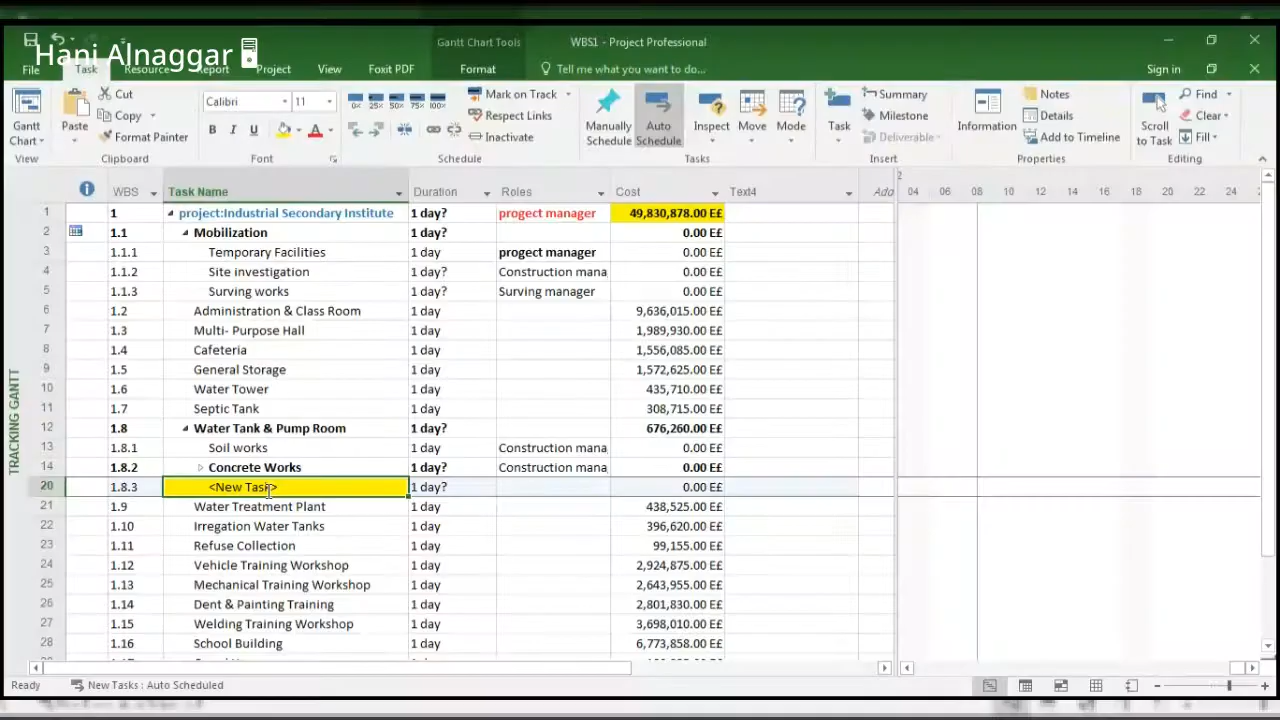 Hani Alnaggar
Gantt Chart Tools
WBS1 - Project Professional
File Task Resource Report Project View Foxit PDF Format Tell me what you want to do... Sign in
Gantt Chart
View
Paste
Cut
Copy
Format Painter
Clipboard
Calibri 11
B I U A
Font
0% 25% 50% 75% 100%
Mark on Track
Respect Links
Inactivate
Schedule
Manually Schedule
Auto Schedule
Inspect
Move
Mode
Tasks
Task
Summary
Milestone
Deliverable
Insert
Information
Notes
Details
Add to Timeline
Properties
Scroll to Task
Find
Clear
Fill
Editing
WBS Task Name Duration Roles Cost Text4 Ado 04 06 08 10 12 14 16 18 20 22 24 2
1 1 project:Industrial Secondary Institute 1 day? progect manager 49,830,878.00 E£
2 1.1 Mobilization 1 day? 0.00 E£
3 1.1.1 Temporary Facilities 1 day progect manager 0.00 E£
4 1.1.2 Site investigation 1 day? Construction mana 0.00 E£
5 1.1.3 Surving works 1 day? Surving manager 0.00 E£
6 1.2 Administration & Class Room 1 day 9,636,015.00 E£
7 1.3 Multi- Purpose Hall 1 day 1,989,930.00 E£
8 1.4 Cafeteria 1 day 1,556,085.00 E£
9 1.5 General Storage 1 day 1,572,625.00 E£
10 1.6 Water Tower 1 day 435,710.00 E£
11 1.7 Septic Tank 1 day 308,715.00 E£
12 1.8 Water Tank & Pump Room 1 day? 676,260.00 E£
13 1.8.1 Soil works 1 day Construction mana 0.00 E£
14 1.8.2 Concrete Works 1 day? Construction mana 0.00 E£
20 1.8.3 <New Task> 1 day? 0.00 E£
21 1.9 Water Treatment Plant 1 day 438,525.00 E£
22 1.10 Irregation Water Tanks 1 day 396,620.00 E£
23 1.11 Refuse Collection 1 day 99,155.00 E£
24 1.12 Vehicle Training Workshop 1 day 2,924,875.00 E£
25 1.13 Mechanical Training Workshop 1 day 2,643,955.00 E£
26 1.14 Dent & Painting Training 1 day 2,801,830.00 E£
27 1.15 Welding Training Workshop 1 day 3,698,010.00 E£
28 1.16 School Building 1 day 6,773,858.00 E£
TRACKING GANTT
Ready New Tasks : Auto Scheduled